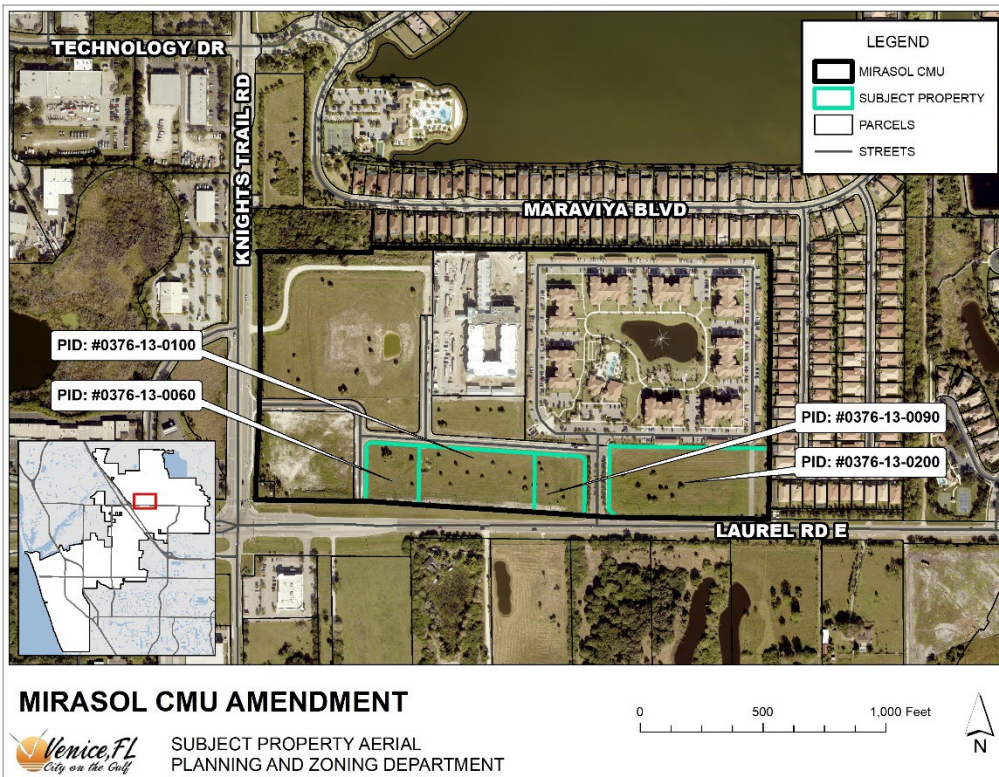 TECHNOLOGY DR
KNIGHTS TRAIL RD
LEGEND
MIRASOL CMU
SUBJECT PROPERTY
PARCELS
STREETS
MARAVIYA BLVD
PID: #0376-13-0100
PID: #0376-13-0060
PID: #0376-13-0090
PID: #0376-13-0200
LAUREL RD E
MIRASOL CMU AMENDMENT
Venice, FL
City on the Gulf
SUBJECT PROPERTY AERIAL
PLANNING AND ZONING DEPARTMENT
0 500 1,000 Feet
N